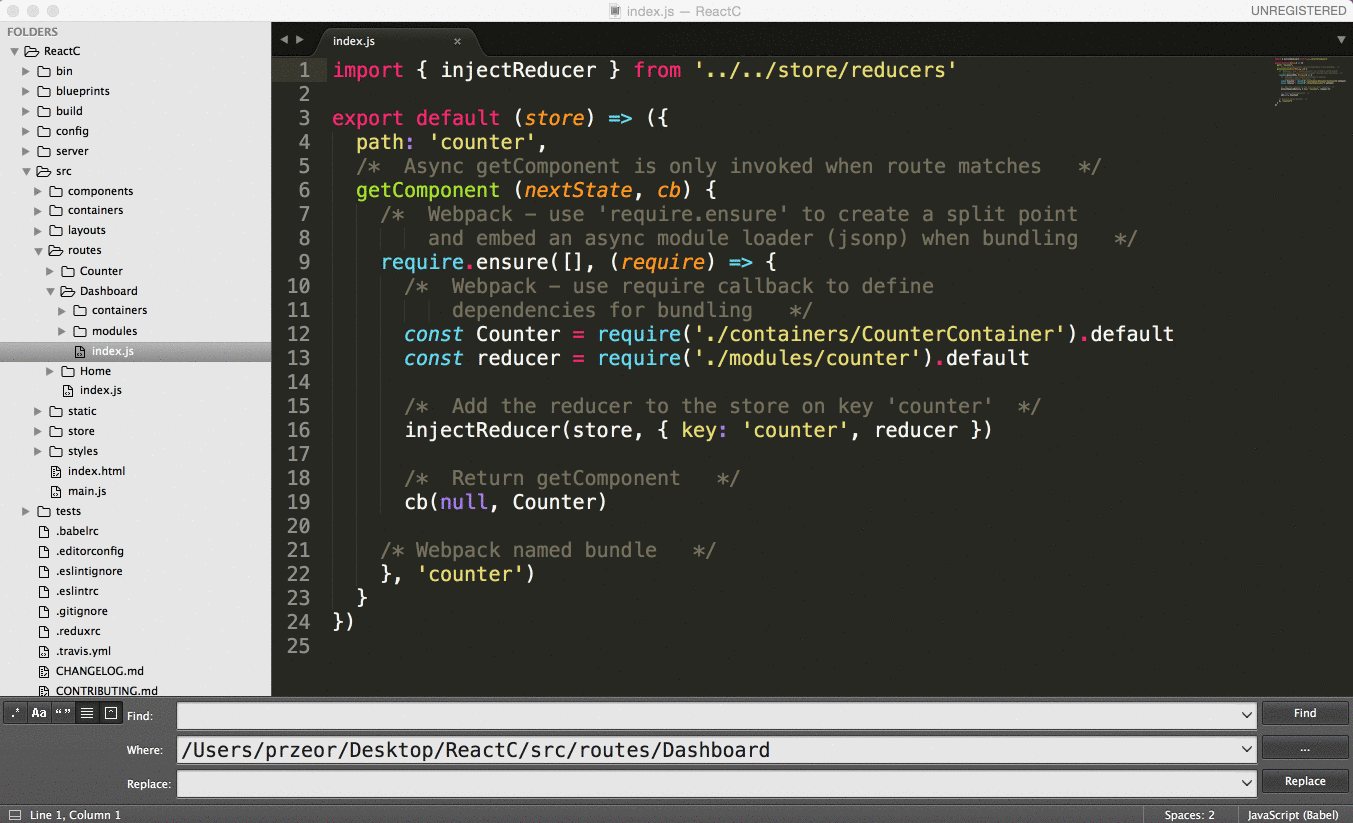 index.js — ReactC
UNREGISTERED
FOLDERS
ReactC
bin
blueprints
build
config
server
src
components
containers
layouts
routes
Counter
Dashboard
containers
modules
index.js
Home
index.js
static
store
styles
index.html
main.js
tests
.babelrc
.editorconfig
.eslintignore
.eslintrc
.gitignore
.reduxrc
.travis.yml
CHANGELOG.md
CONTRIBUTING.md
index.js ×
1 import { injectReducer } from '../../store/reducers'
2
3 export default (store) => ({
4   path: 'counter',
5   /*  Async getComponent is only invoked when route matches   */
6   getComponent (nextState, cb) {
7     /*  Webpack - use 'require.ensure' to create a split point
8         and embed an async module loader (jsonp) when bundling   */
9     require.ensure([], (require) => {
10       /*  Webpack - use require callback to define
11           dependencies for bundling   */
12       const Counter = require('./containers/CounterContainer').default
13       const reducer = require('./modules/counter').default
14
15       /*  Add the reducer to the store on key 'counter'  */
16       injectReducer(store, { key: 'counter', reducer })
17
18       /*  Return getComponent   */
19       cb(null, Counter)
20
21     /* Webpack named bundle   */
22     }, 'counter')
23   }
24 })
25
.* Aa “ ” Find: Find
Where: /Users/przeor/Desktop/ReactC/src/routes/Dashboard ...
Replace: Replace
Line 1, Column 1
Spaces: 2
JavaScript (Babel)